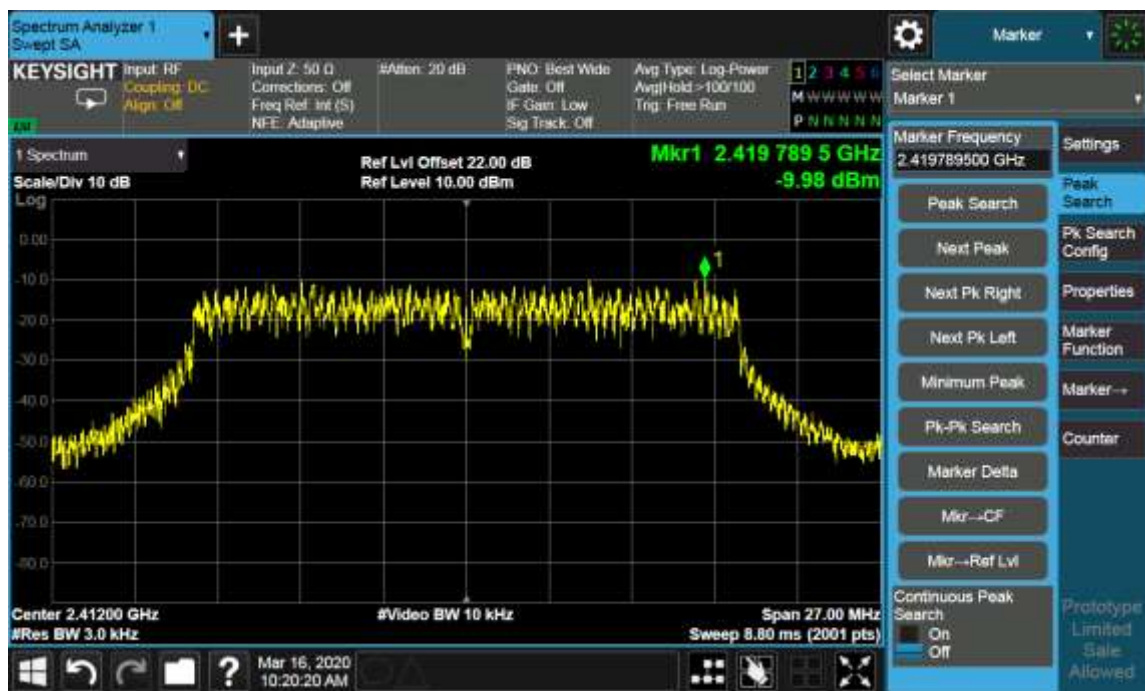 Spectrum Analyzer 1
Swept SA
Marker
KEYSIGHT
Input: RF
Coupling: DC
Align: Off
Input Z: 50 Ω
Corrections: Off
Freq Ref: Int (S)
NFE: Adaptive
#Atten: 20 dB
PNO: Best Wide
Gate: Off
IF Gain: Low
Sig Track: Off
Avg Type: Log-Power
Avg|Hold:>100/100
Trig: Free Run
1 2 3 4 5 6
M W W W W W
P N N N N N
Select Marker
Marker 1
1 Spectrum
Scale/Div 10 dB
Log
Ref Lvl Offset 22.00 dB
Ref Level 10.00 dBm
Mkr1 2.419 789 5 GHz
-9.98 dBm
0.00
-10.0
-20.0
-30.0
-40.0
-50.0
-60.0
-70.0
-80.0
1
Center 2.41200 GHz
#Res BW 3.0 kHz
#Video BW 10 kHz
Span 27.00 MHz
Sweep 8.80 ms (2001 pts)
Marker Frequency
2.419789500 GHz
Peak Search
Next Peak
Next Pk Right
Next Pk Left
Minimum Peak
Pk-Pk Search
Marker Delta
Mkr→CF
Mkr→Ref Lvl
Continuous Peak
Search
On
Off
Settings
Peak
Search
Pk Search
Config
Properties
Marker
Function
Marker→
Counter
Prototype
Limited
Sale
Allowed
?
Mar 16, 2020
10:20:20 AM